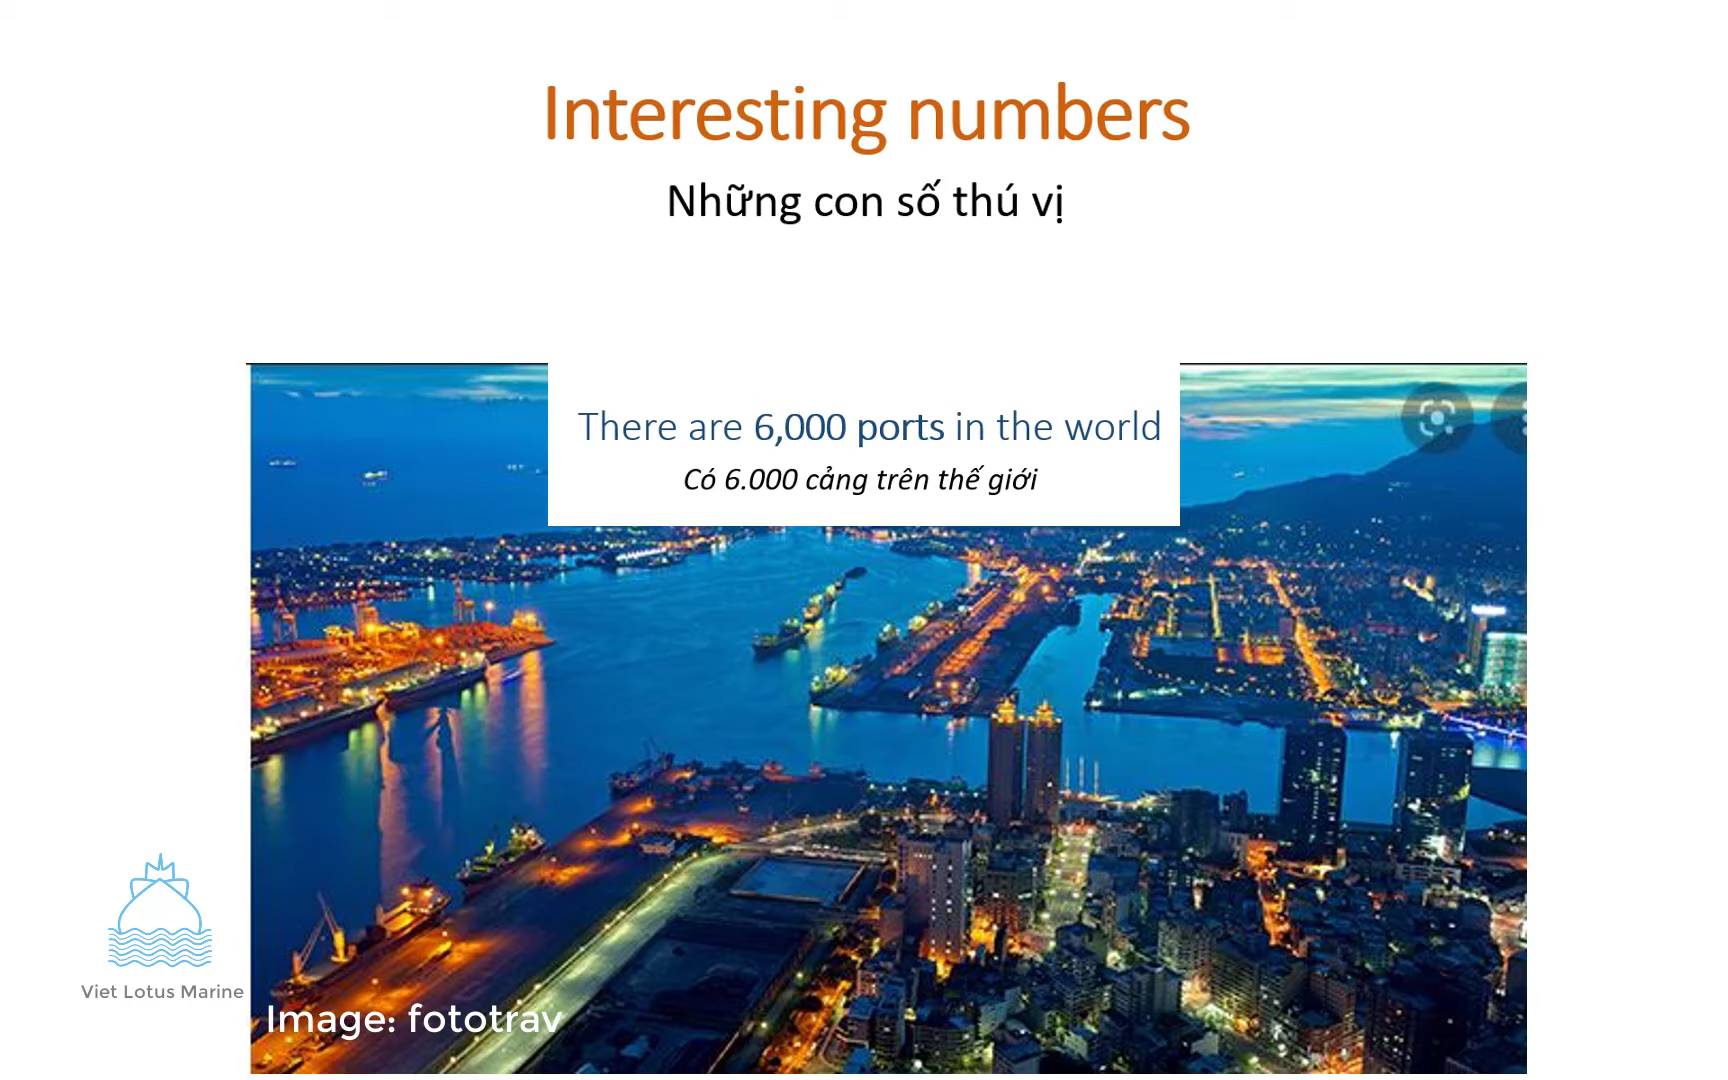 Interesting numbers
Những con số thú vị
There are 6,000 ports in the world
Có 6.000 cảng trên thế giới
Viet Lotus Marine
Image: fototrav